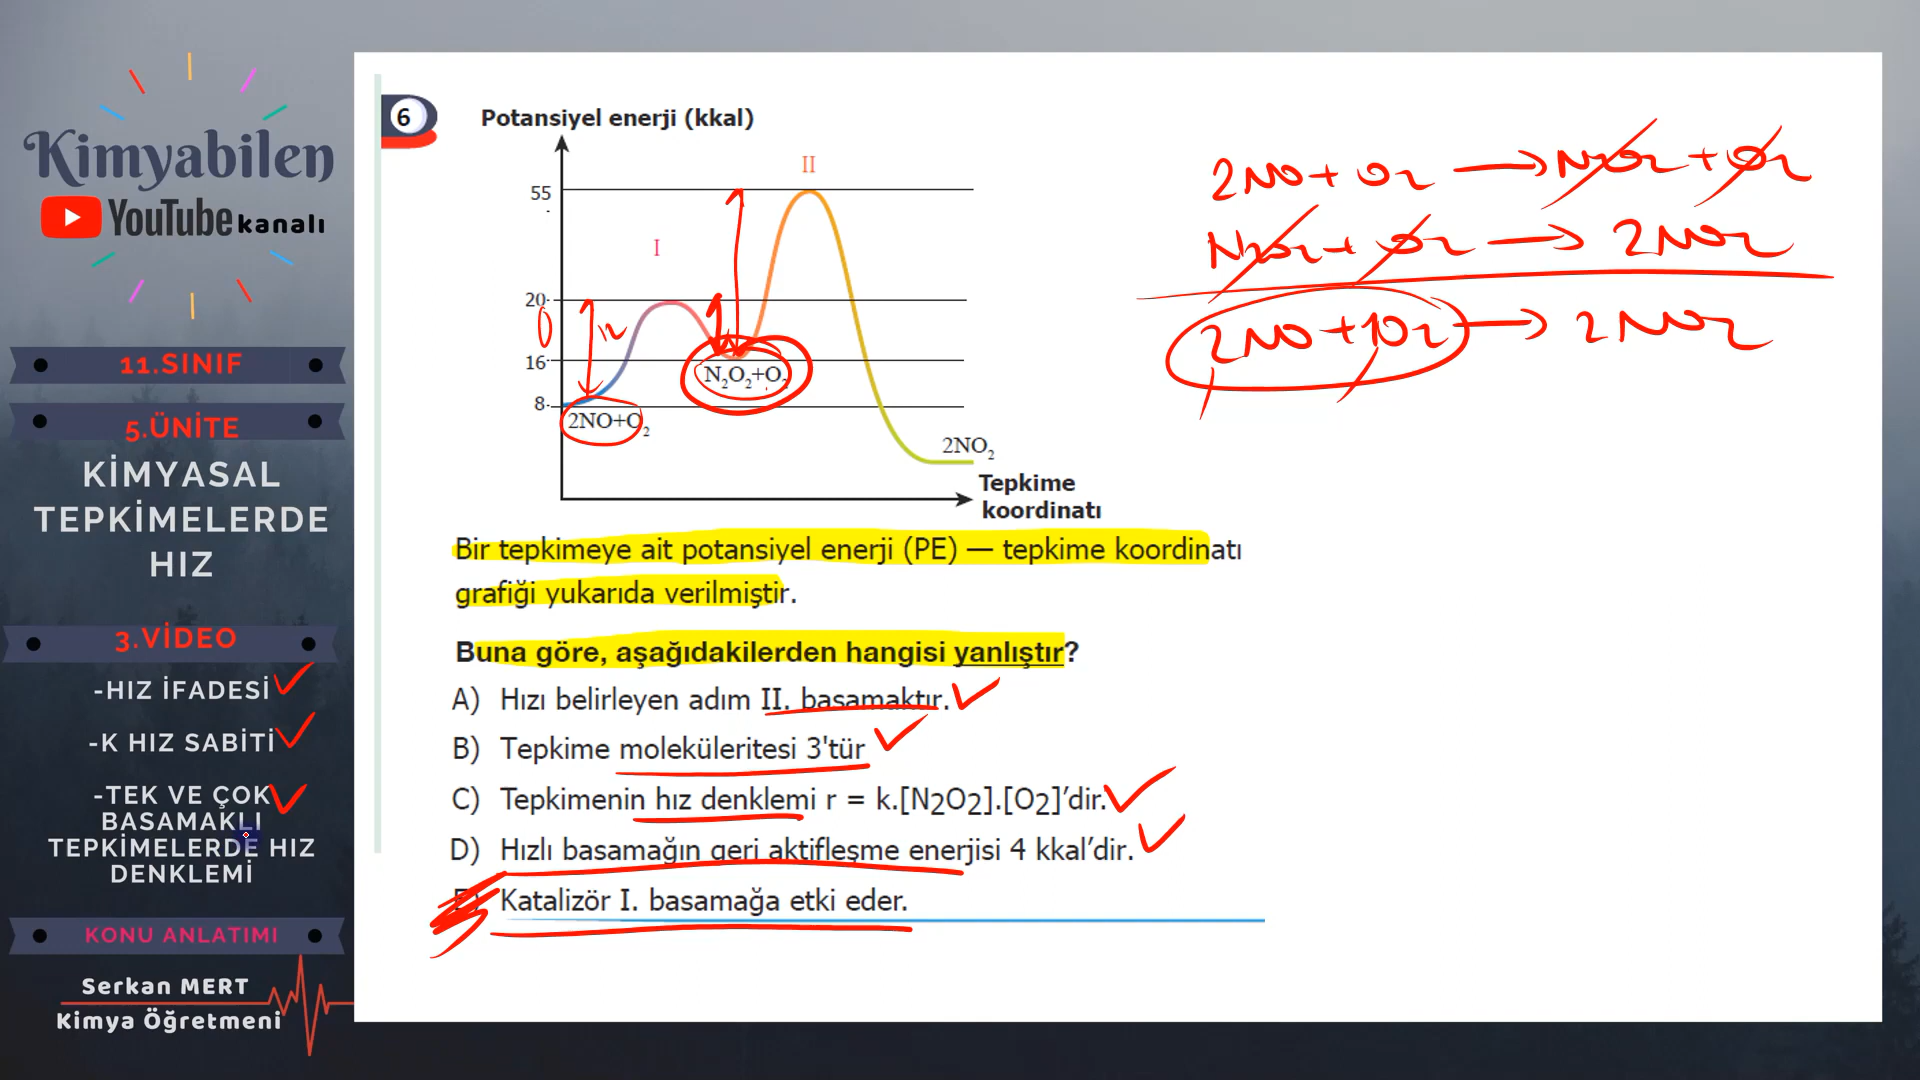 Kimyabilen
YouTube kanalı
11.SINIF
5.ÜNİTE
KİMYASAL
TEPKİMELERDE
HIZ
3.VİDEO
-HIZ İFADESİ
-K HIZ SABİTİ
-TEK VE ÇOK
BASAMAKLI
TEPKİMELERDE HIZ
DENKLEMİ
KONU ANLATIMI
Serkan MERT
Kimya Öğretmeni
6
Potansiyel enerji (kkal)
II
55
I
20
12
16
N₂O₂+O₂
8
2NO+O₂
2NO₂
Tepkime
koordinatı
Bir tepkimeye ait potansiyel enerji (PE) — tepkime koordinatı
grafiği yukarıda verilmiştir.
Buna göre, aşağıdakilerden hangisi yanlıştır?
A) Hızı belirleyen adım II. basamaktır.
B) Tepkime moleküleritesi 3'tür
C) Tepkimenin hız denklemi r = k.[N2O2].[O2]’dir.
D) Hızlı basamağın geri aktifleşme enerjisi 4 kkal’dir.
E) Katalizör I. basamağa etki eder.
2NO + O₂ → N₂O₂ + O₂
N₂O₂ + O₂ → 2NO₂
2NO + 1O₂ → 2NO₂